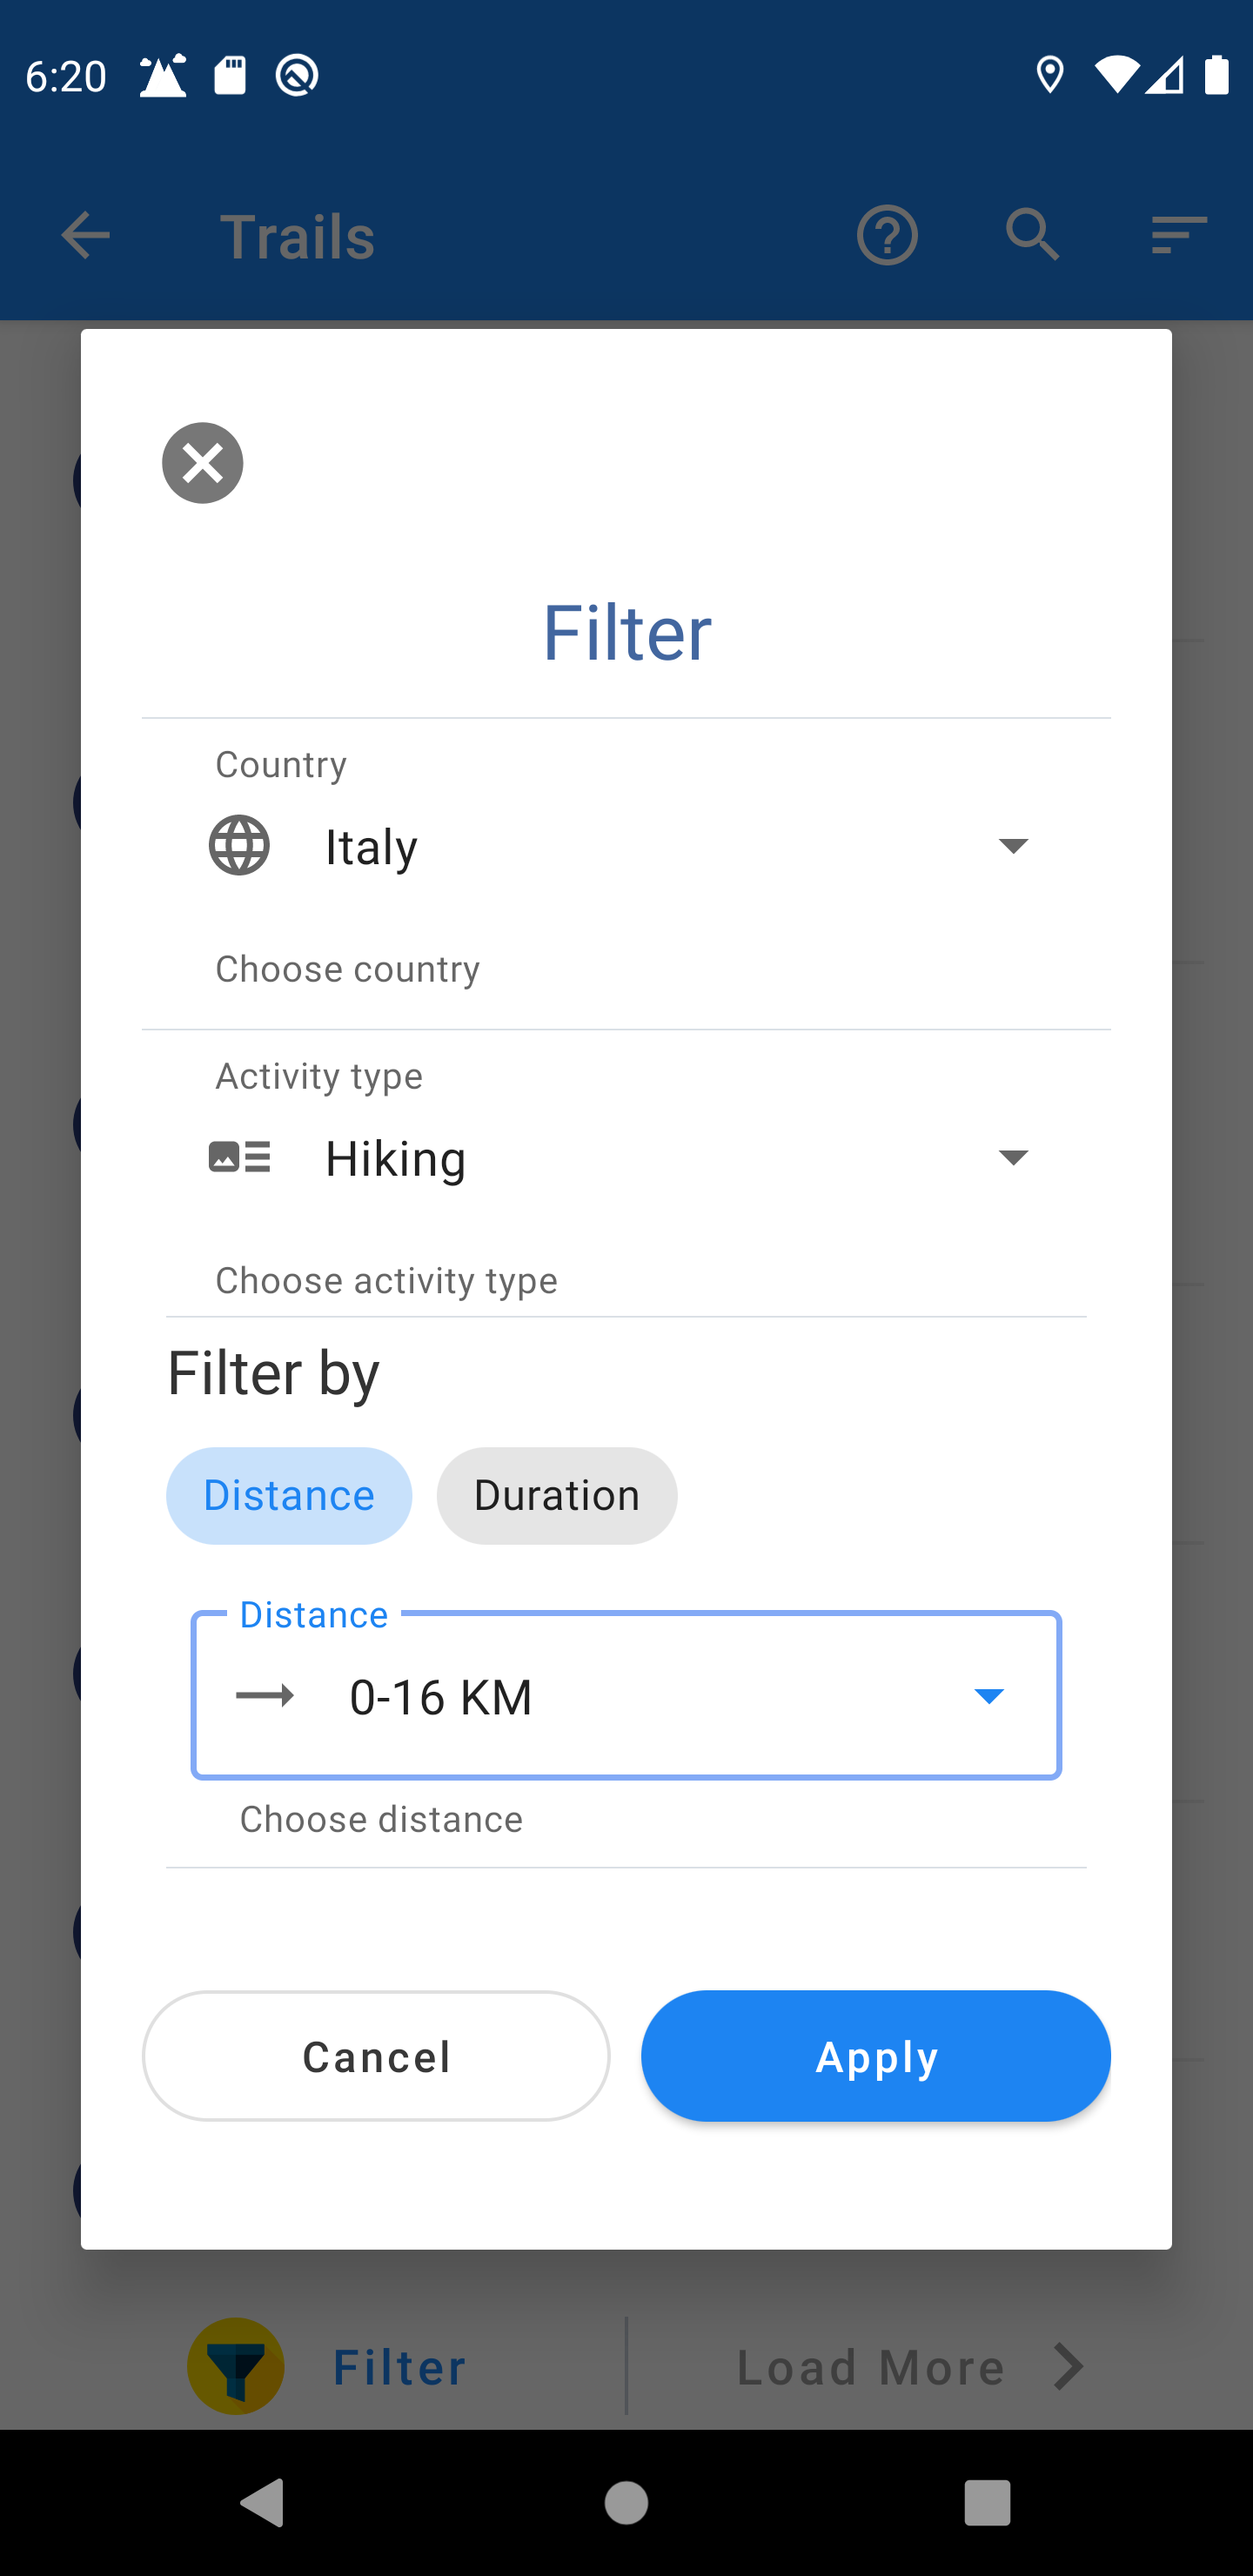 6:20
Trails
Filter
Country
Italy
Choose country
Activity type
Hiking
Choose activity type
Filter by
Distance
Duration
Distance
0-16 KM
Choose distance
Cancel
Apply
Filter
Load More